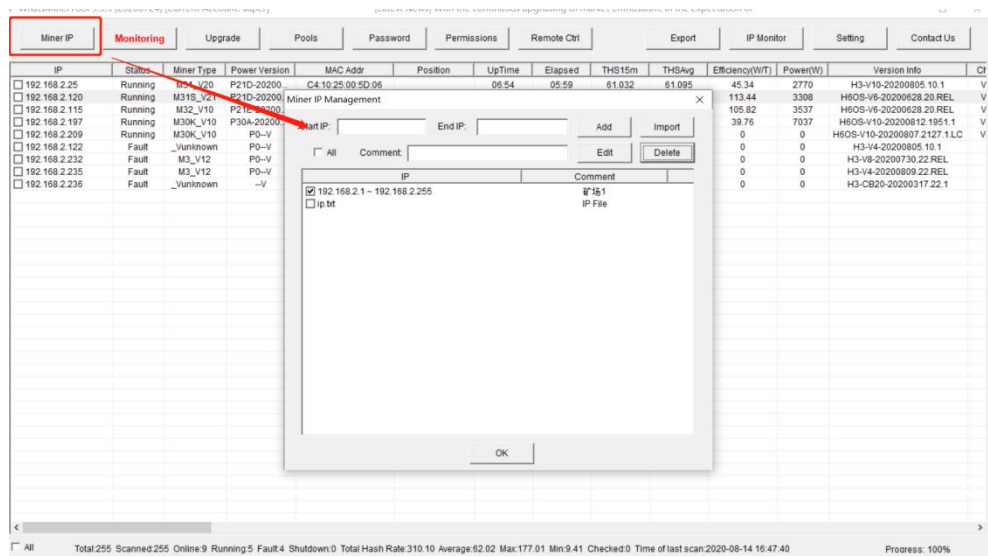 Miner IP Monitoring Upgrade Pools Password Permissions Remote Ctrl Export IP Monitor Setting Contact Us
IP Status Miner Type Power Version MAC Addr Position UpTime Elapsed THS15m THSAvg Efficiency(W/T) Power(W) Version Info
192.168.2.25 Running M31_V20 P21D-20200... C4:10:25:00:5D:06 06:54 05:59 61.032 61.095 45.34 2770 H3-V10-20200805.10.1
192.168.2.120 Running M31S_V21 P21D-20200... 113.44 3308 H6OS-V6-20200628.20.REL
192.168.2.115 Running M32_V10 P21E-20200... 105.82 3537 H6OS-V6-20200628.20.REL
192.168.2.197 Running M30K_V10 P30A-20200... 39.76 7037 H6OS-V10-20200812.1951.1
192.168.2.209 Running M30K_V10 P0--V 0 0 H6OS-V10-20200807.2127.1.LC
192.168.2.122 Fault _Vunknown P0--V 0 0 H3-V4-20200805.10.1
192.168.2.232 Fault M3_V12 P0--V 0 0 H3-V8-20200730.22.REL
192.168.2.235 Fault M3_V12 P0--V 0 0 H3-V4-20200809.22.REL
192.168.2.236 Fault _Vunknown --V 0 0 H3-CB20-20200317.22.1
Miner IP Management
Start IP: End IP: Add Import
All Comment: Edit Delete
IP Comment
192.168.2.1 ~ 192.168.2.255 矿场1
ip.txt IP File
OK
All Total:255 Scanned:255 Online:9 Running:5 Fault:4 Shutdown:0 Total Hash Rate:310.10 Average:62.02 Max:177.01 Min:9.41 Checked:0 Time of last scan:2020-08-14 16:47:40 Progress: 100%